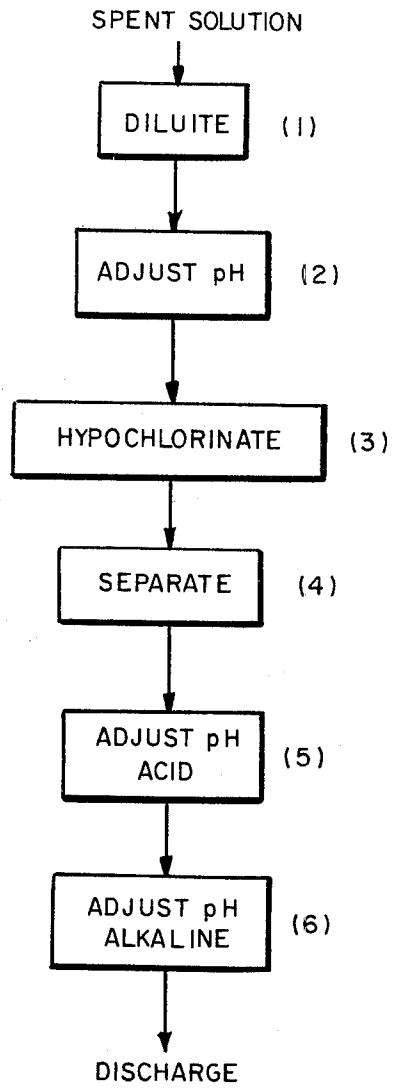 SPENT SOLUTION
DILUITE (1)
ADJUST pH (2)
HYPOCHLORINATE (3)
SEPARATE (4)
ADJUST pH
ACID (5)
ADJUST pH
ALKALINE (6)
DISCHARGE